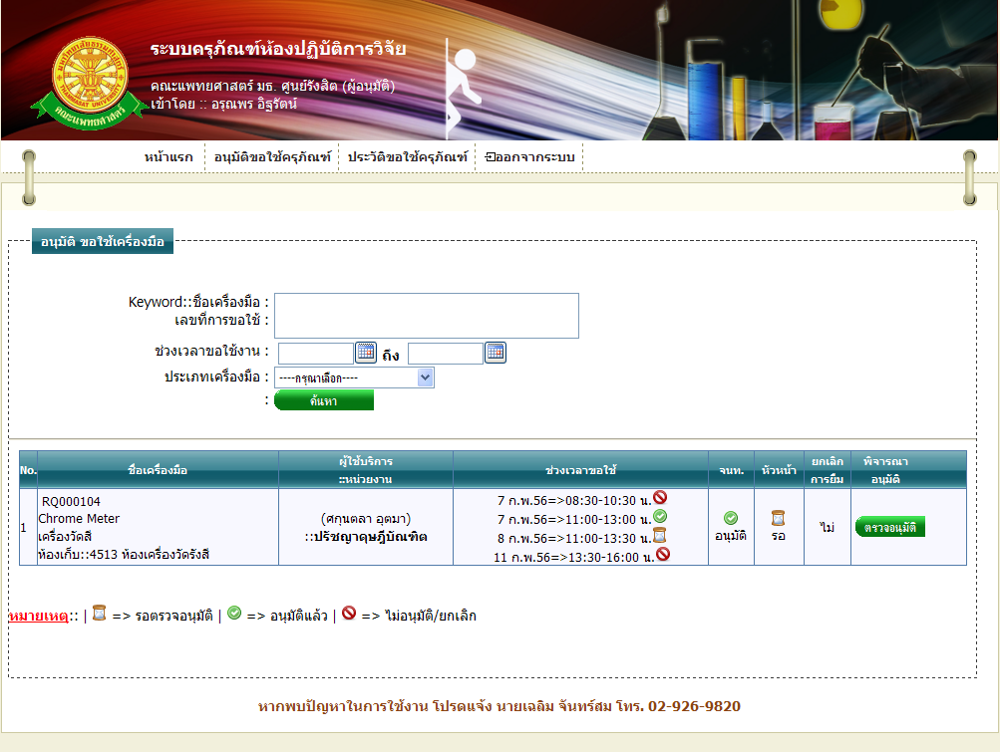 ระบบครุภัณฑ์ห้องปฏิบัติการวิจัย
คณะแพทยศาสตร์ มธ. ศูนย์รังสิต (ผู้อนุมัติ)
เข้าโดย :: อรุณพร อิฐรัตน์
THAMMASAT UNIVERSITY
คณะแพทยศาสตร์
หน้าแรก อนุมัติขอใช้ครุภัณฑ์ ประวัติขอใช้ครุภัณฑ์ ออกจากระบบ
อนุมัติ ขอใช้เครื่องมือ
Keyword::ชื่อเครื่องมือ :
เลขที่การขอใช้ :
ช่วงเวลาขอใช้งาน : ถึง
ประเภทเครื่องมือ : ----กรุณาเลือก----
: ค้นหา
No. ชื่อเครื่องมือ ผู้ใช้บริการ ::หน่วยงาน ช่วงเวลาขอใช้ จนท. หัวหน้า ยกเลิก การยืม พิจารณา อนุมัติ
1 RQ000104
Chrome Meter
เครื่องวัดสี
ห้องเก็บ::4513 ห้องเครื่องวัดรังสี
(ศกุนตลา อุตมา)
::ปรัชญาดุษฎีบัณฑิต
7 ก.พ.56=>08:30-10:30 น.
7 ก.พ.56=>11:00-13:00 น.
8 ก.พ.56=>11:00-13:30 น.
11 ก.พ.56=>13:30-16:00 น.
อนุมัติ
รอ
ไม่
ตรวจอนุมัติ
หมายเหตุ:: | => รอตรวจอนุมัติ | => อนุมัติแล้ว | => ไม่อนุมัติ/ยกเลิก
หากพบปัญหาในการใช้งาน โปรดแจ้ง นายเฉลิม จันทร์สม โทร. 02-926-9820